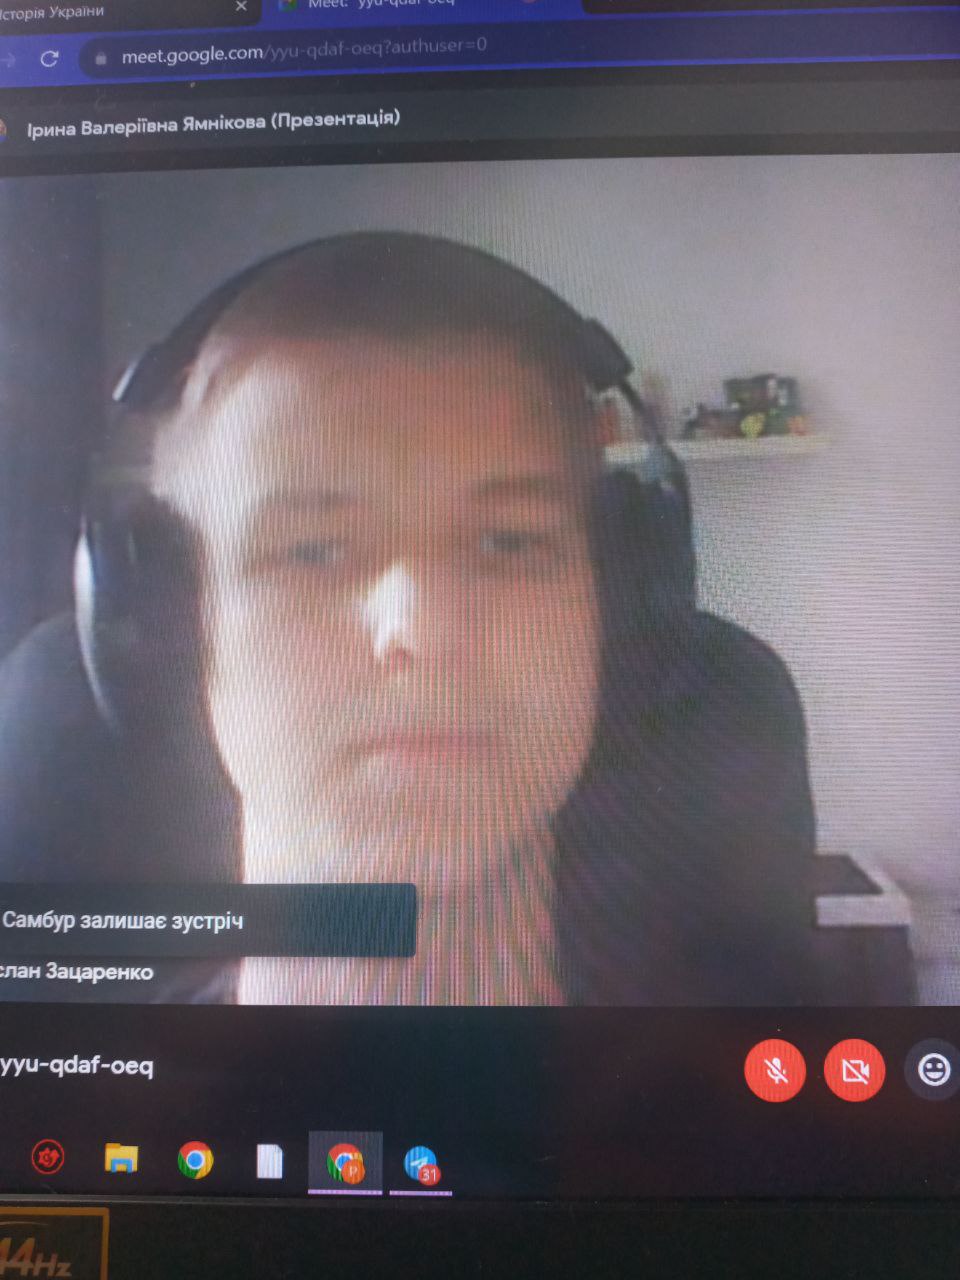 Історія України
Meet: "yyu-qdaf-oeq"
meet.google.com/yyu-qdaf-oeq?authuser=0
Ірина Валеріївна Ямнікова (Презентація)
Самбур залишає зустріч
слан Зацаренко
yyu-qdaf-oeq
P
31
44Hz